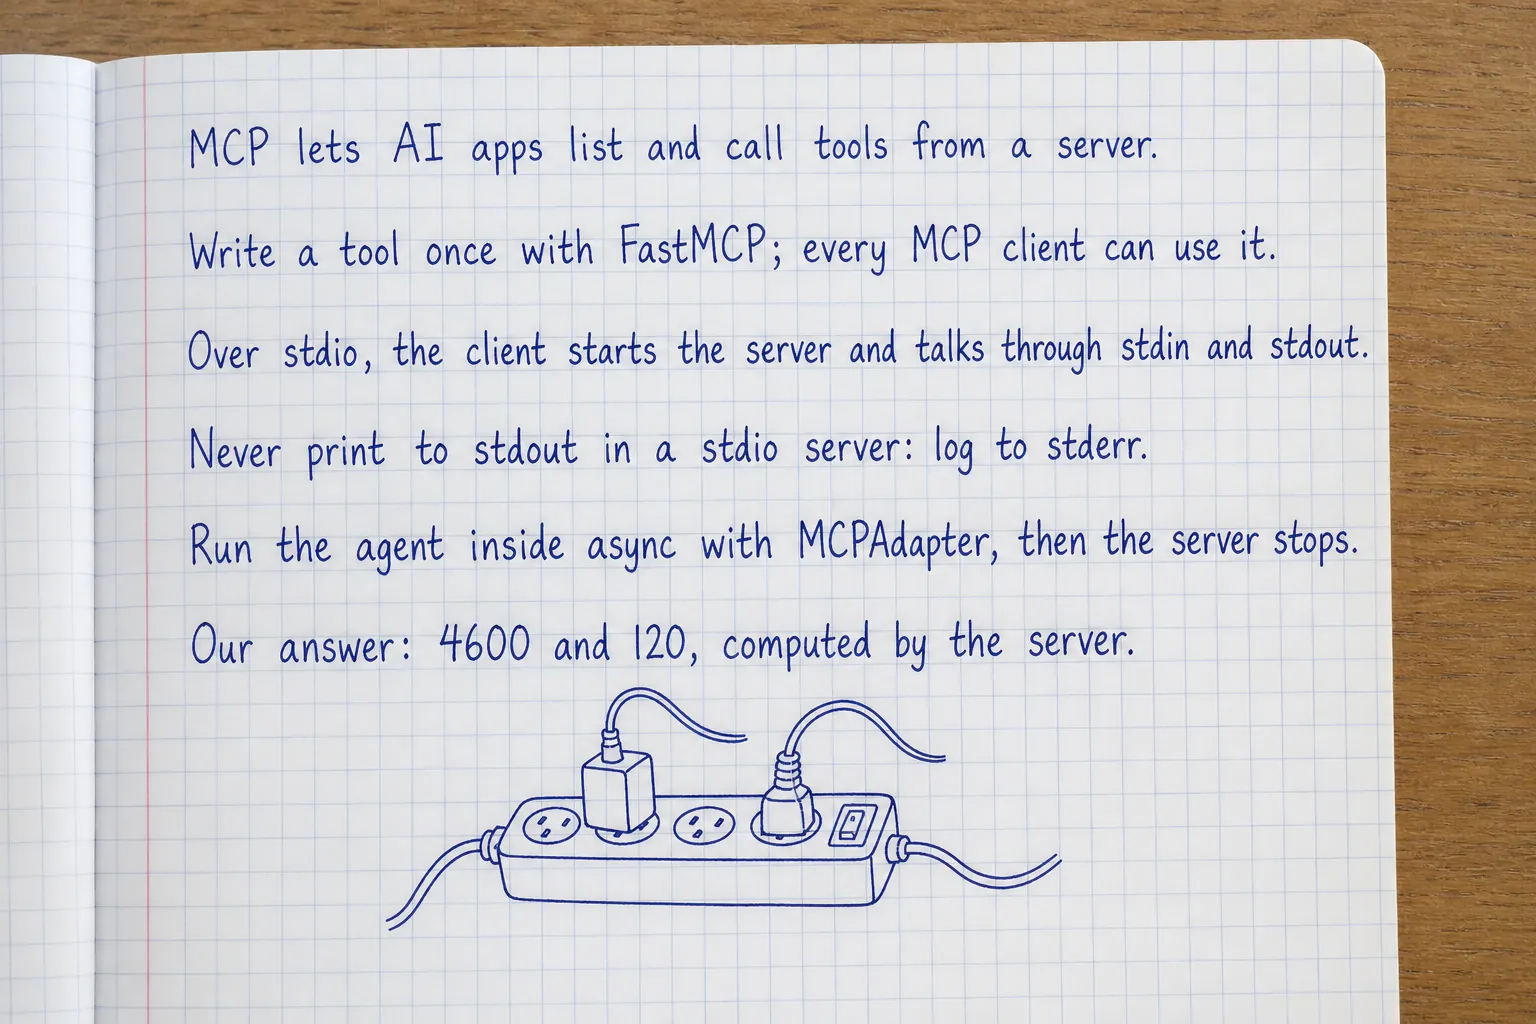 MCP lets AI apps list and call tools from a server.
Write a tool once with FastMCP; every MCP client can use it.
Over stdio, the client starts the server and talks through stdin and stdout.
Never print to stdout in a stdio server: log to stderr.
Run the agent inside async with MCPAdapter, then the server stops.
Our answer: 4600 and 120, computed by the server.